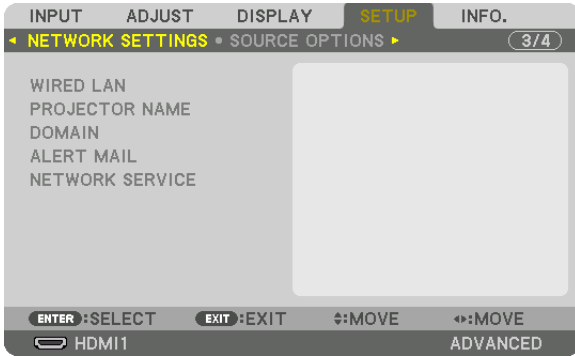 INPUT ADJUST DISPLAY SETUP INFO.
NETWORK SETTINGS • SOURCE OPTIONS 3/4
WIRED LAN
PROJECTOR NAME
DOMAIN
ALERT MAIL
NETWORK SERVICE
ENTER :SELECT EXIT :EXIT :MOVE :MOVE
HDMI1 ADVANCED